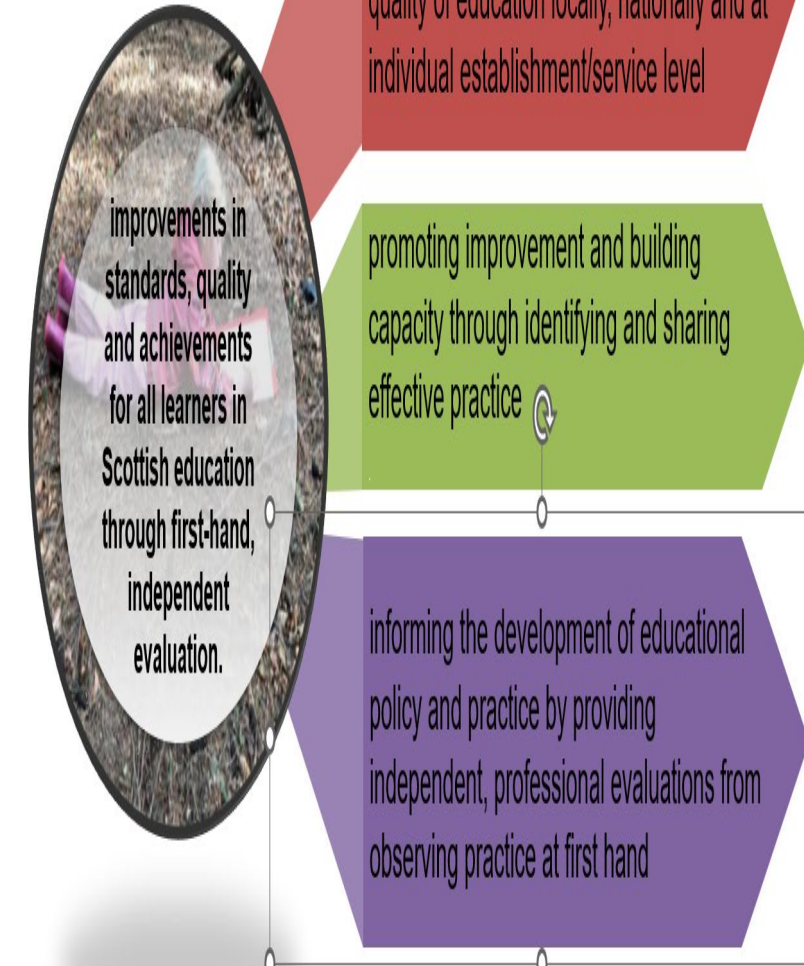 improvements in
standards, quality
and achievements
for all learners in
Scottish education
through first-hand,
independent
evaluation.
quality of education locally, nationally and at
individual establishment/service level
promoting improvement and building
capacity through identifying and sharing
effective practice
.
informing the development of educational
policy and practice by providing
independent, professional evaluations from
observing practice at first hand